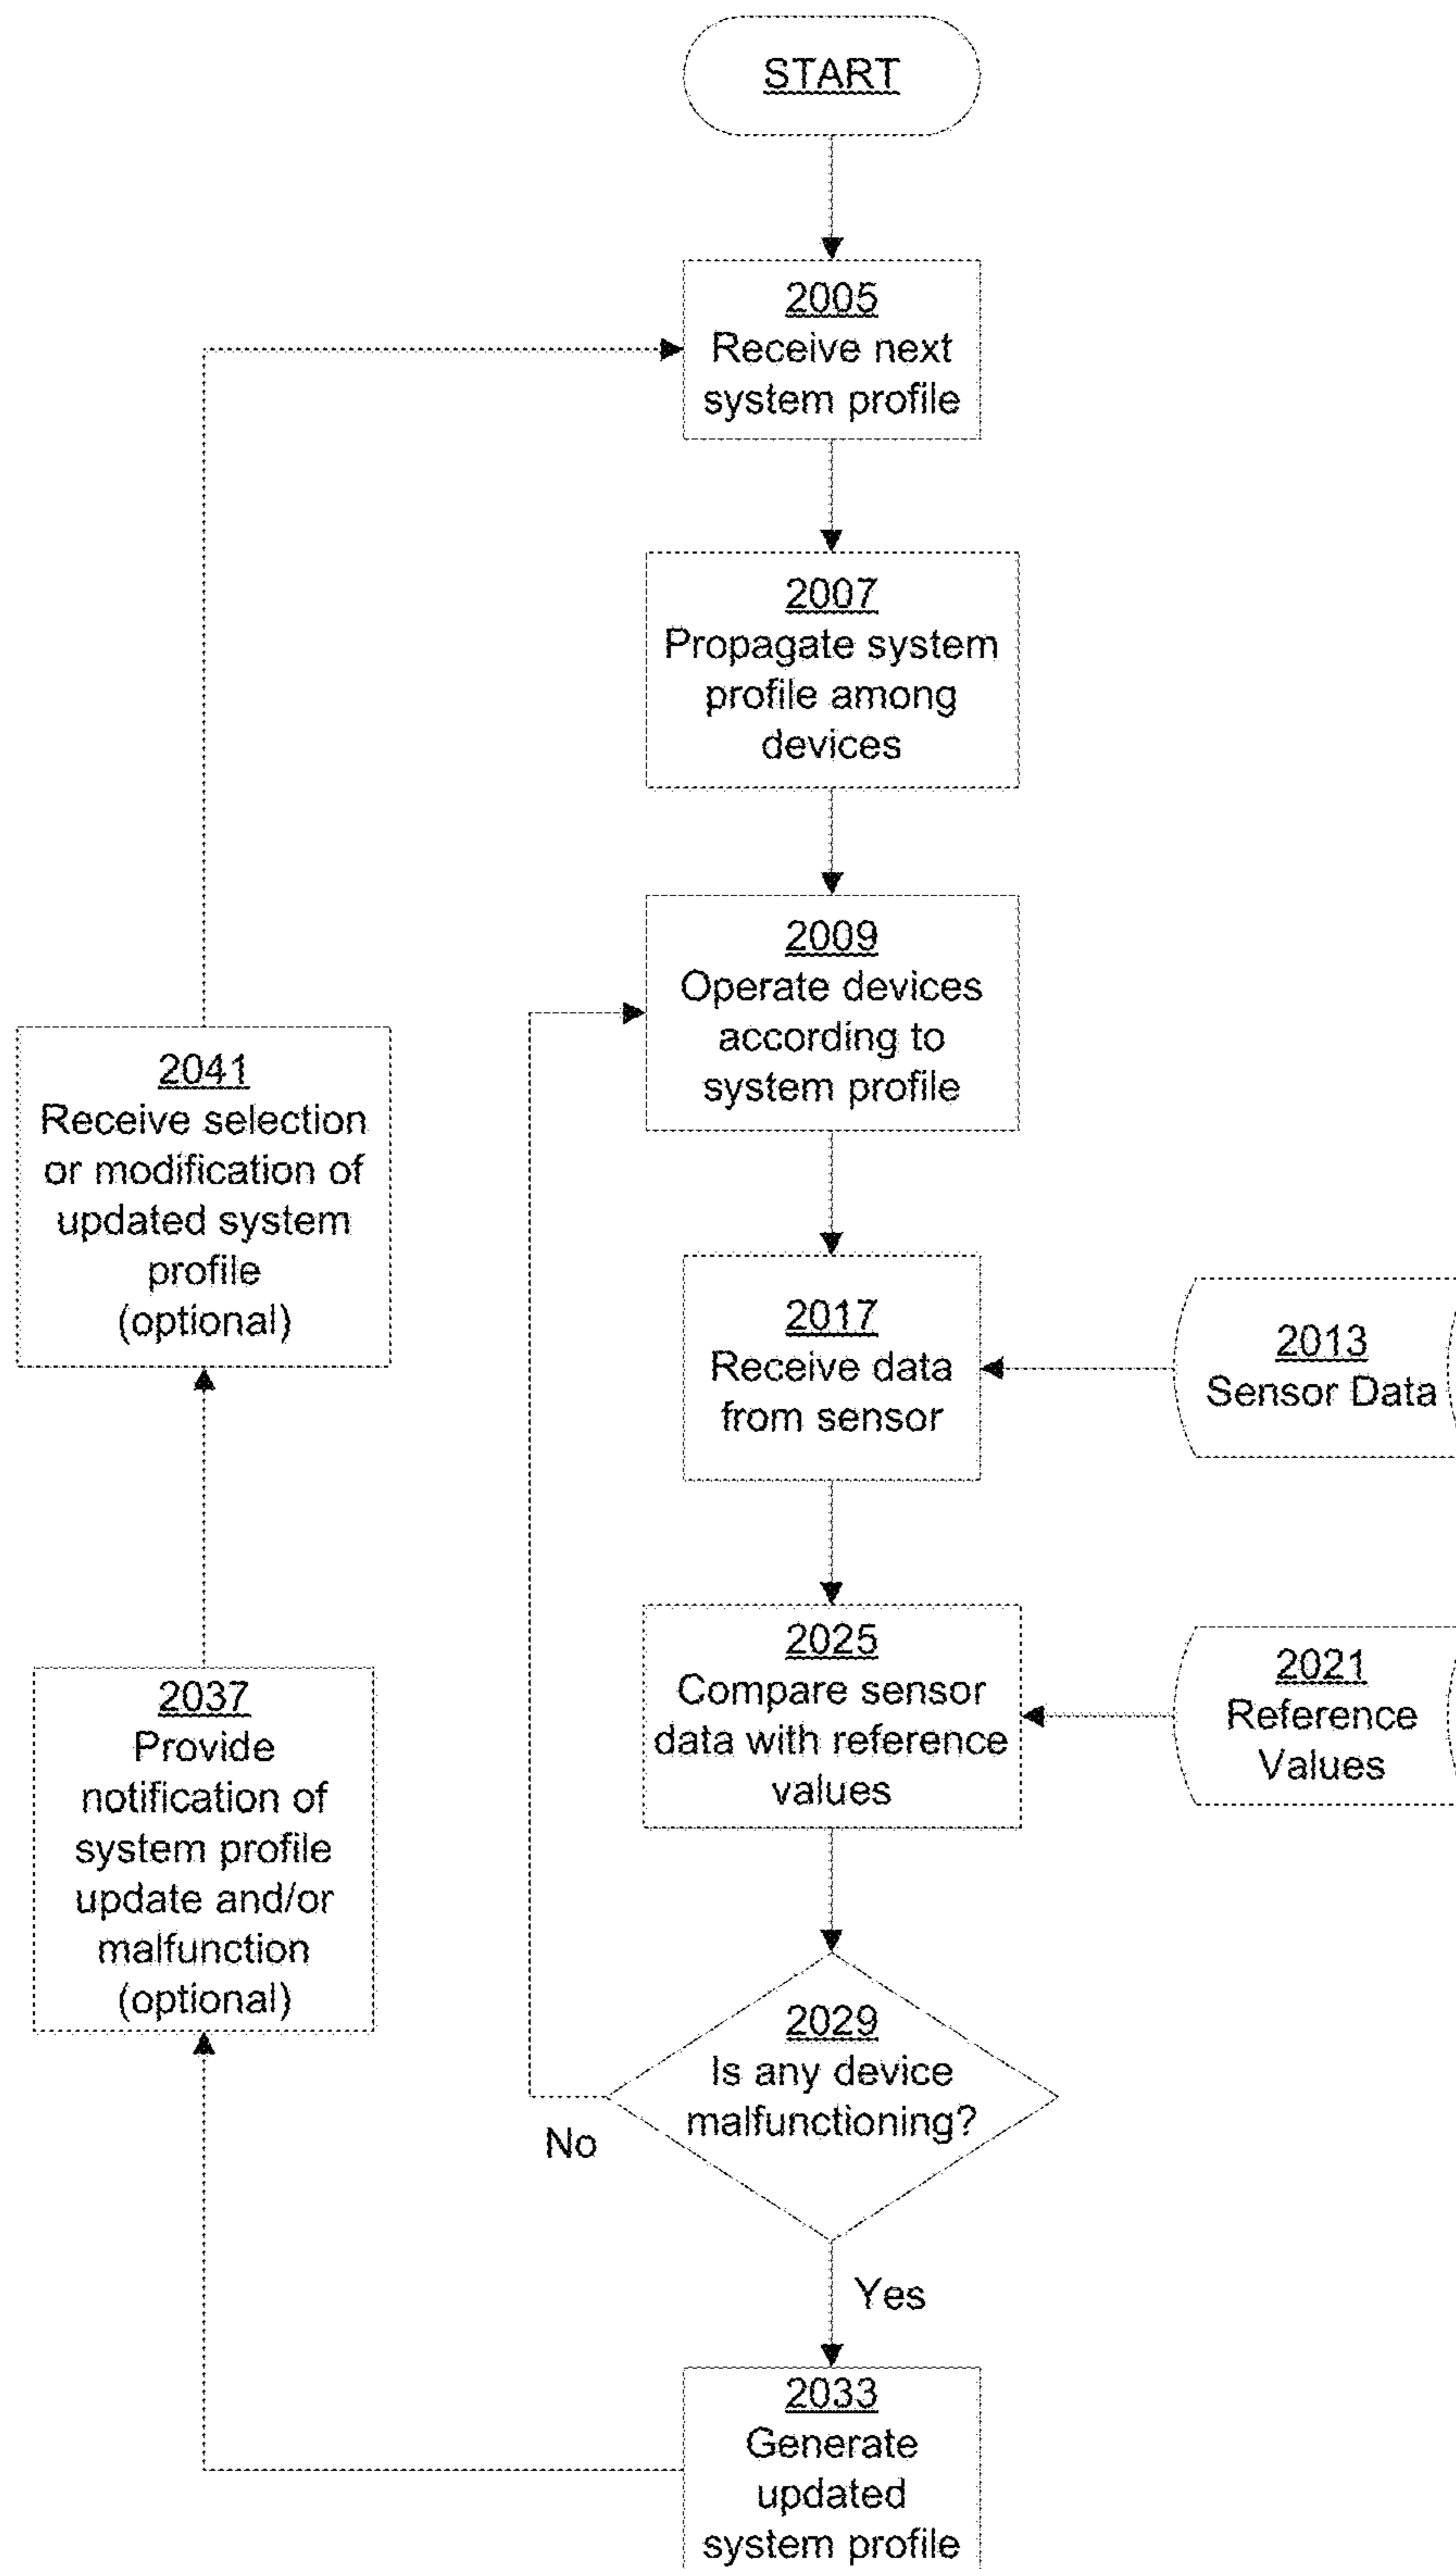 START
2005
Receive next
system profile
2007
Propagate system
profile among
devices
2009
Operate devices
according to
system profile
2041
Receive selection
or modification of
updated system
profile
(optional)
2017
Receive data
from sensor
2013
Sensor Data
2025
Compare sensor
data with reference
values
2021
Reference
Values
2037
Provide
notification of
system profile
update and/or
malfunction
(optional)
2029
Is any device
malfunctioning?
No
Yes
2033
Generate
updated
system profile